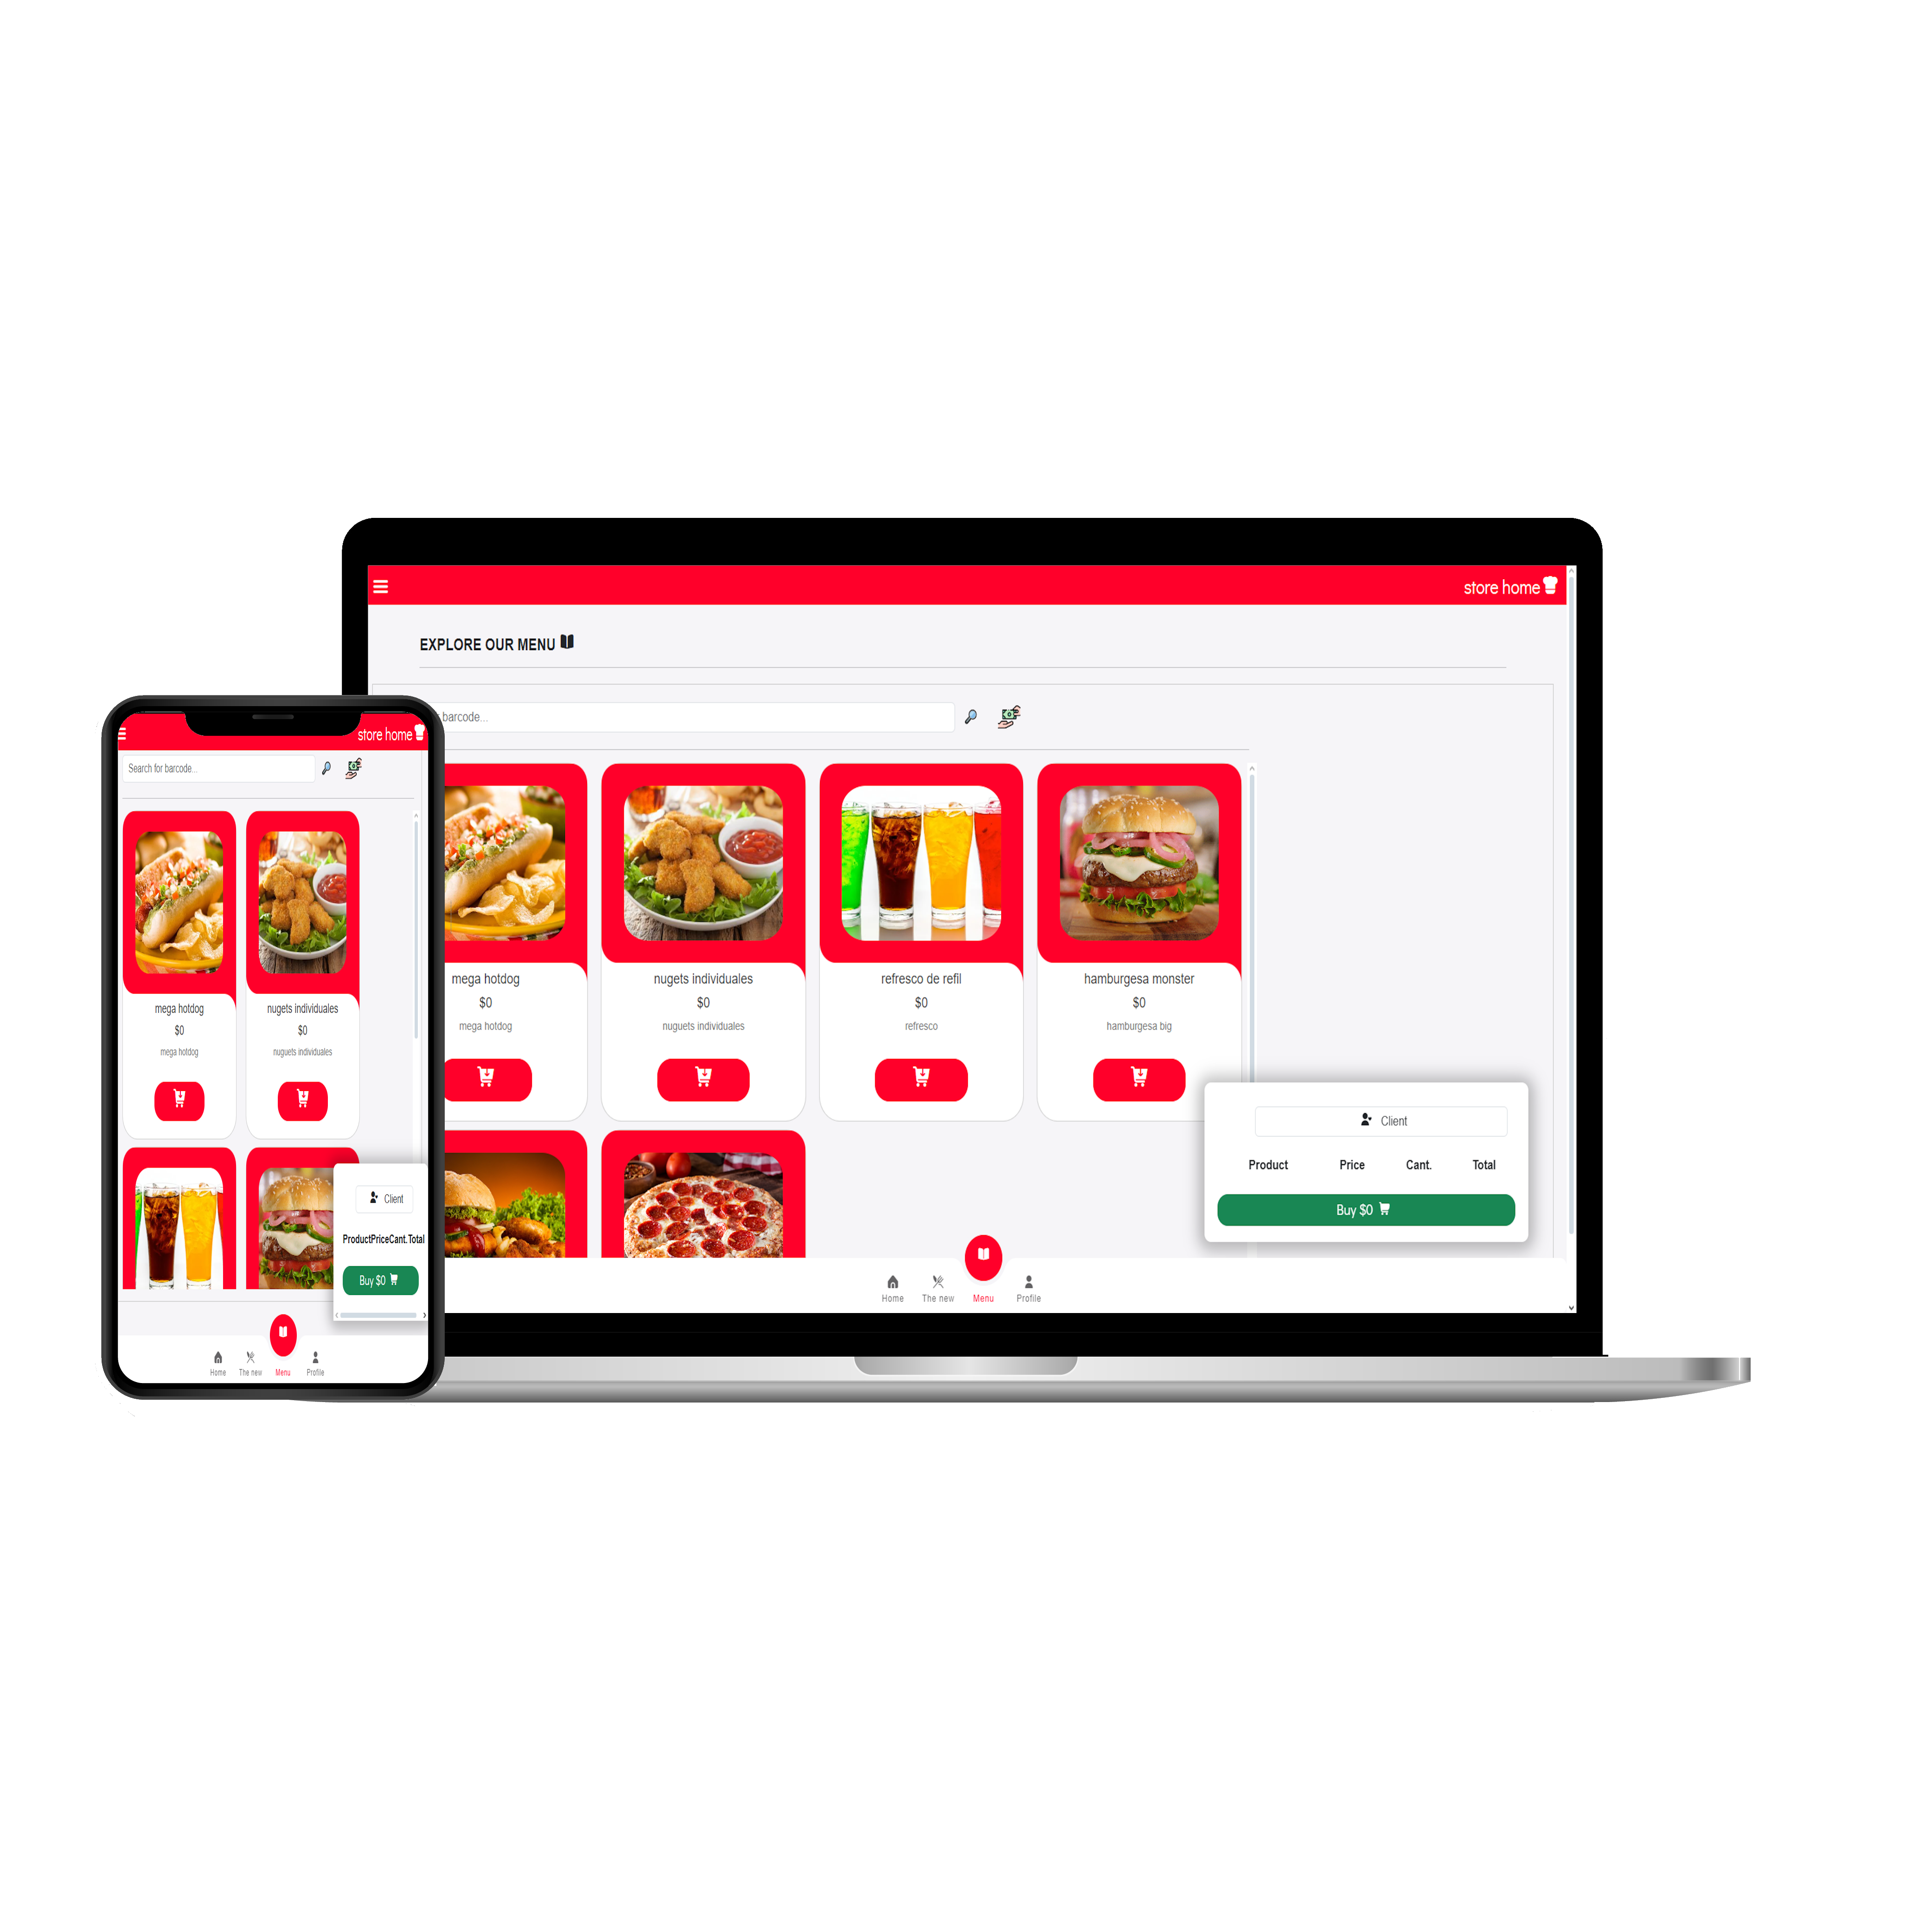 store home
EXPLORE OUR MENU
barcode...
mega hotdog
$0
mega hotdog
nugets individuales
$0
nuguets individuales
refresco de refil
$0
refresco
hamburgesa monster
$0
hamburgesa big
Client
Product Price Cant. Total
Buy $0
Home The new Menu Profile
store home
Search for barcode...
mega hotdog
$0
mega hotdog
nugets individuales
$0
nuguets individuales
Client
ProductPriceCant.Total
Buy $0
Home The new Menu Profile